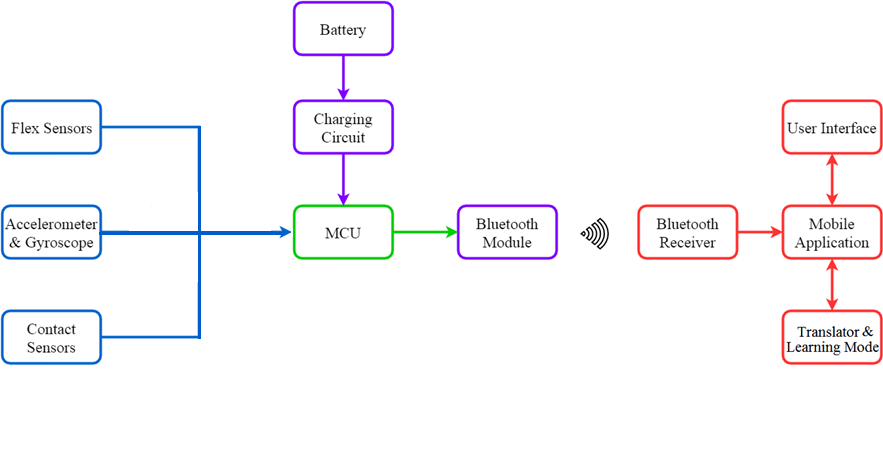 Battery
Charging
Circuit
Flex Sensors
User Interface
Accelerometer
& Gyroscope
MCU
Bluetooth
Module
Bluetooth
Receiver
Mobile
Application
Contact
Sensors
Translator &
Learning Mode